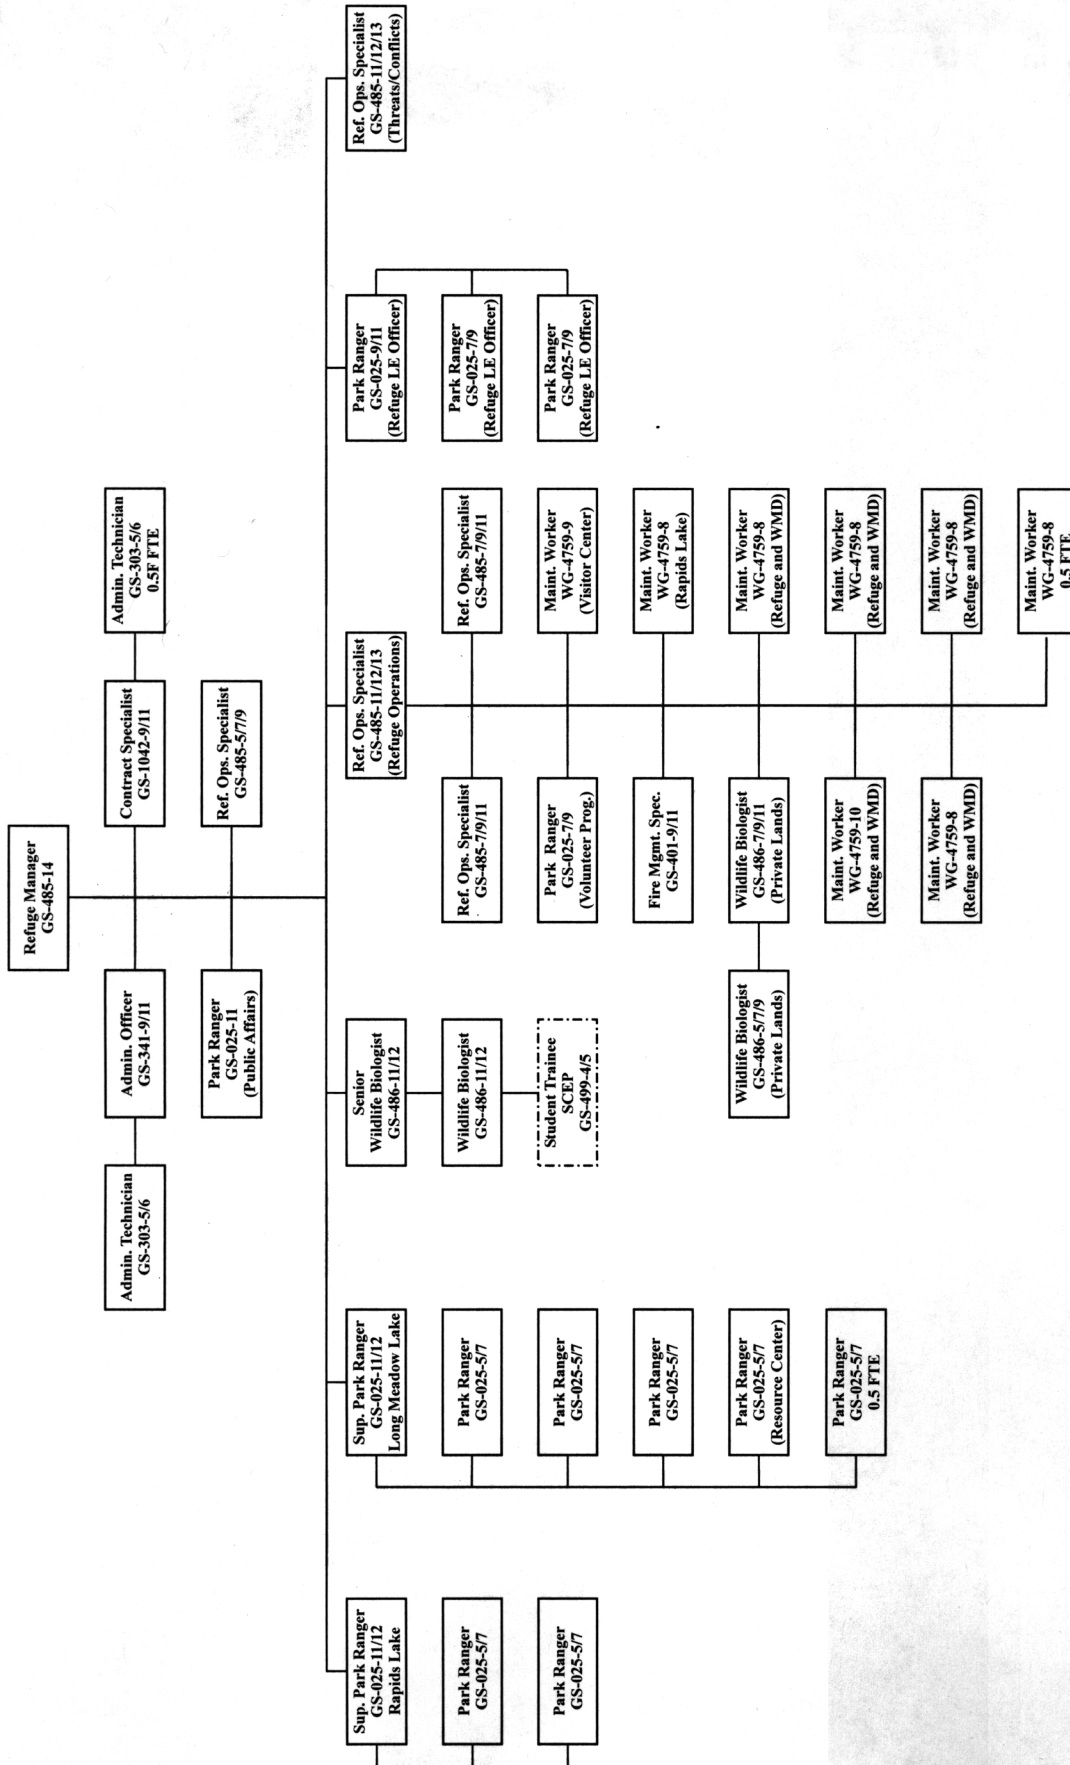 Refuge Manager
GS-485-14
Admin. Technician
GS-303-5/6
Admin. Officer
GS-341-9/11
Contract Specialist
GS-1042-9/11
Admin. Technician
GS-303-5/6
0.5F FTE
Park Ranger
GS-025-11
(Public Affairs)
Ref. Ops. Specialist
GS-485-5/7/9
Sup. Park Ranger
GS-025-11/12
Rapids Lake
Park Ranger
GS-025-5/7
Park Ranger
GS-025-5/7
Sup. Park Ranger
GS-025-11/12
Long Meadow Lake
Park Ranger
GS-025-5/7
Park Ranger
GS-025-5/7
Park Ranger
GS-025-5/7
Park Ranger
GS-025-5/7
(Resource Center)
Park Ranger
GS-025-5/7
0.5 FTE
Senior
Wildlife Biologist
GS-486-11/12
Wildlife Biologist
GS-486-11/12
Student Trainee
SCEP
GS-499-4/5
Ref. Ops. Specialist
GS-485-11/12/13
(Refuge Operations)
Ref. Ops. Specialist
GS-485-7/9/11
Ref. Ops. Specialist
GS-485-7/9/11
Park Ranger
GS-025-7/9
(Volunteer Prog.)
Maint. Worker
WG-4759-9
(Visitor Center)
Fire Mgmt. Spec.
GS-401-9/11
Maint. Worker
WG-4759-8
(Rapids Lake)
Wildlife Biologist
GS-486-5/7/9
(Private Lands)
Wildlife Biologist
GS-486-7/9/11
(Private Lands)
Maint. Worker
WG-4759-8
(Refuge and WMD)
Maint. Worker
WG-4759-10
(Refuge and WMD)
Maint. Worker
WG-4759-8
(Refuge and WMD)
Maint. Worker
WG-4759-8
(Refuge and WMD)
Maint. Worker
WG-4759-8
(Refuge and WMD)
Maint. Worker
WG-4759-8
0.5 FTE
Park Ranger
GS-025-9/11
(Refuge LE Officer)
Park Ranger
GS-025-7/9
(Refuge LE Officer)
Park Ranger
GS-025-7/9
(Refuge LE Officer)
Ref. Ops. Specialist
GS-485-11/12/13
(Threats/Conflicts)